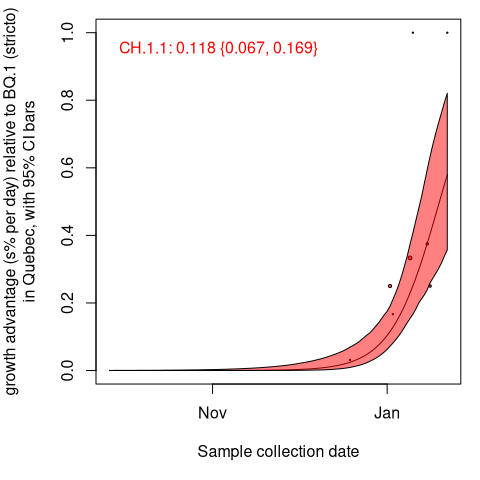 growth advantage (s% per day) relative to BQ.1 (stricto)
in Quebec, with 95% CI bars
CH.1.1: 0.118 {0.067, 0.169}
1.0
0.8
0.6
0.4
0.2
0.0
Nov
Jan
Sample collection date